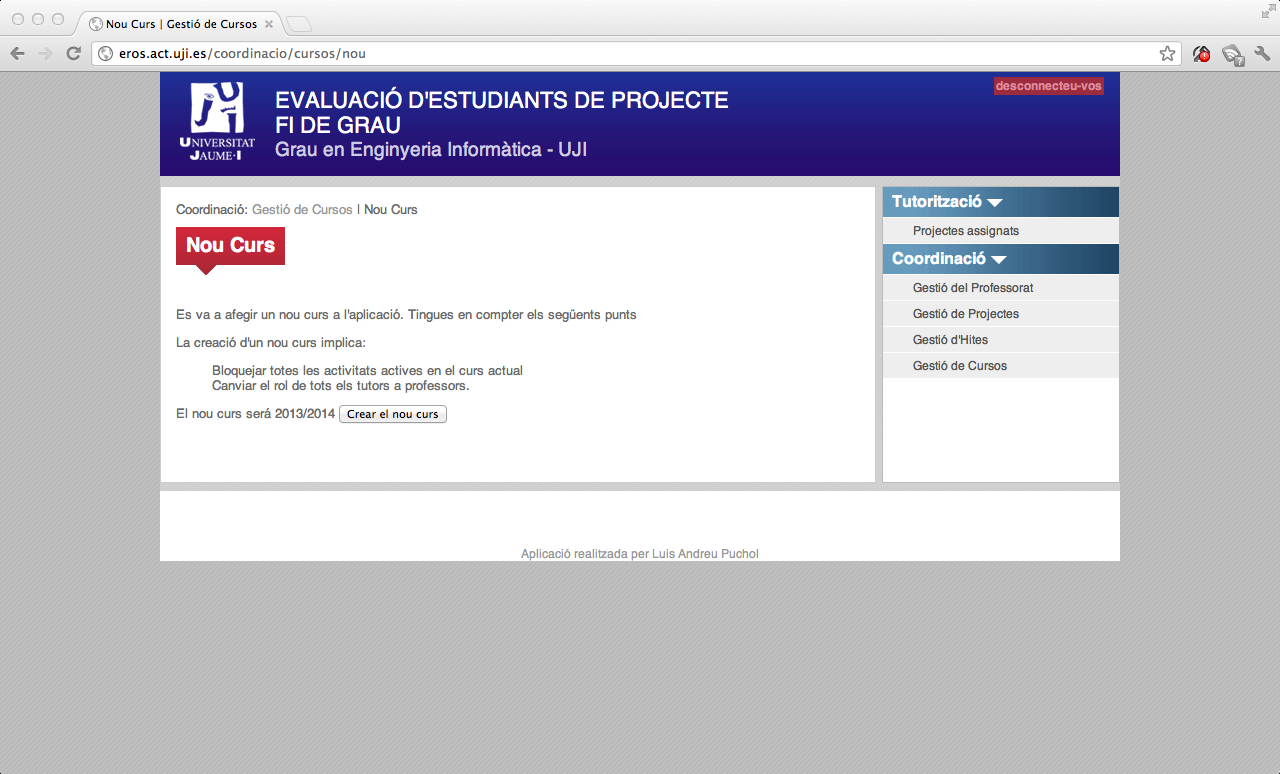 Nou Curs | Gestió de Cursos
eros.act.uji.es/coordinacio/cursos/nou
UNIVERSITAT
JAUME·I
EVALUACIÓ D'ESTUDIANTS DE PROJECTE
FI DE GRAU
Grau en Enginyeria Informàtica - UJI
desconnecteu-vos
Coordinació: Gestió de Cursos | Nou Curs
Nou Curs
Es va a afegir un nou curs a l'aplicació. Tingues en compter els següents punts
La creació d'un nou curs implica:
Bloquejar totes les activitats actives en el curs actual
Canviar el rol de tots els tutors a professors.
El nou curs será 2013/2014 Crear el nou curs
Tutorització
Projectes assignats
Coordinació
Gestió del Professorat
Gestió de Projectes
Gestió d'Hites
Gestió de Cursos
Aplicació realitzada per Luis Andreu Puchol